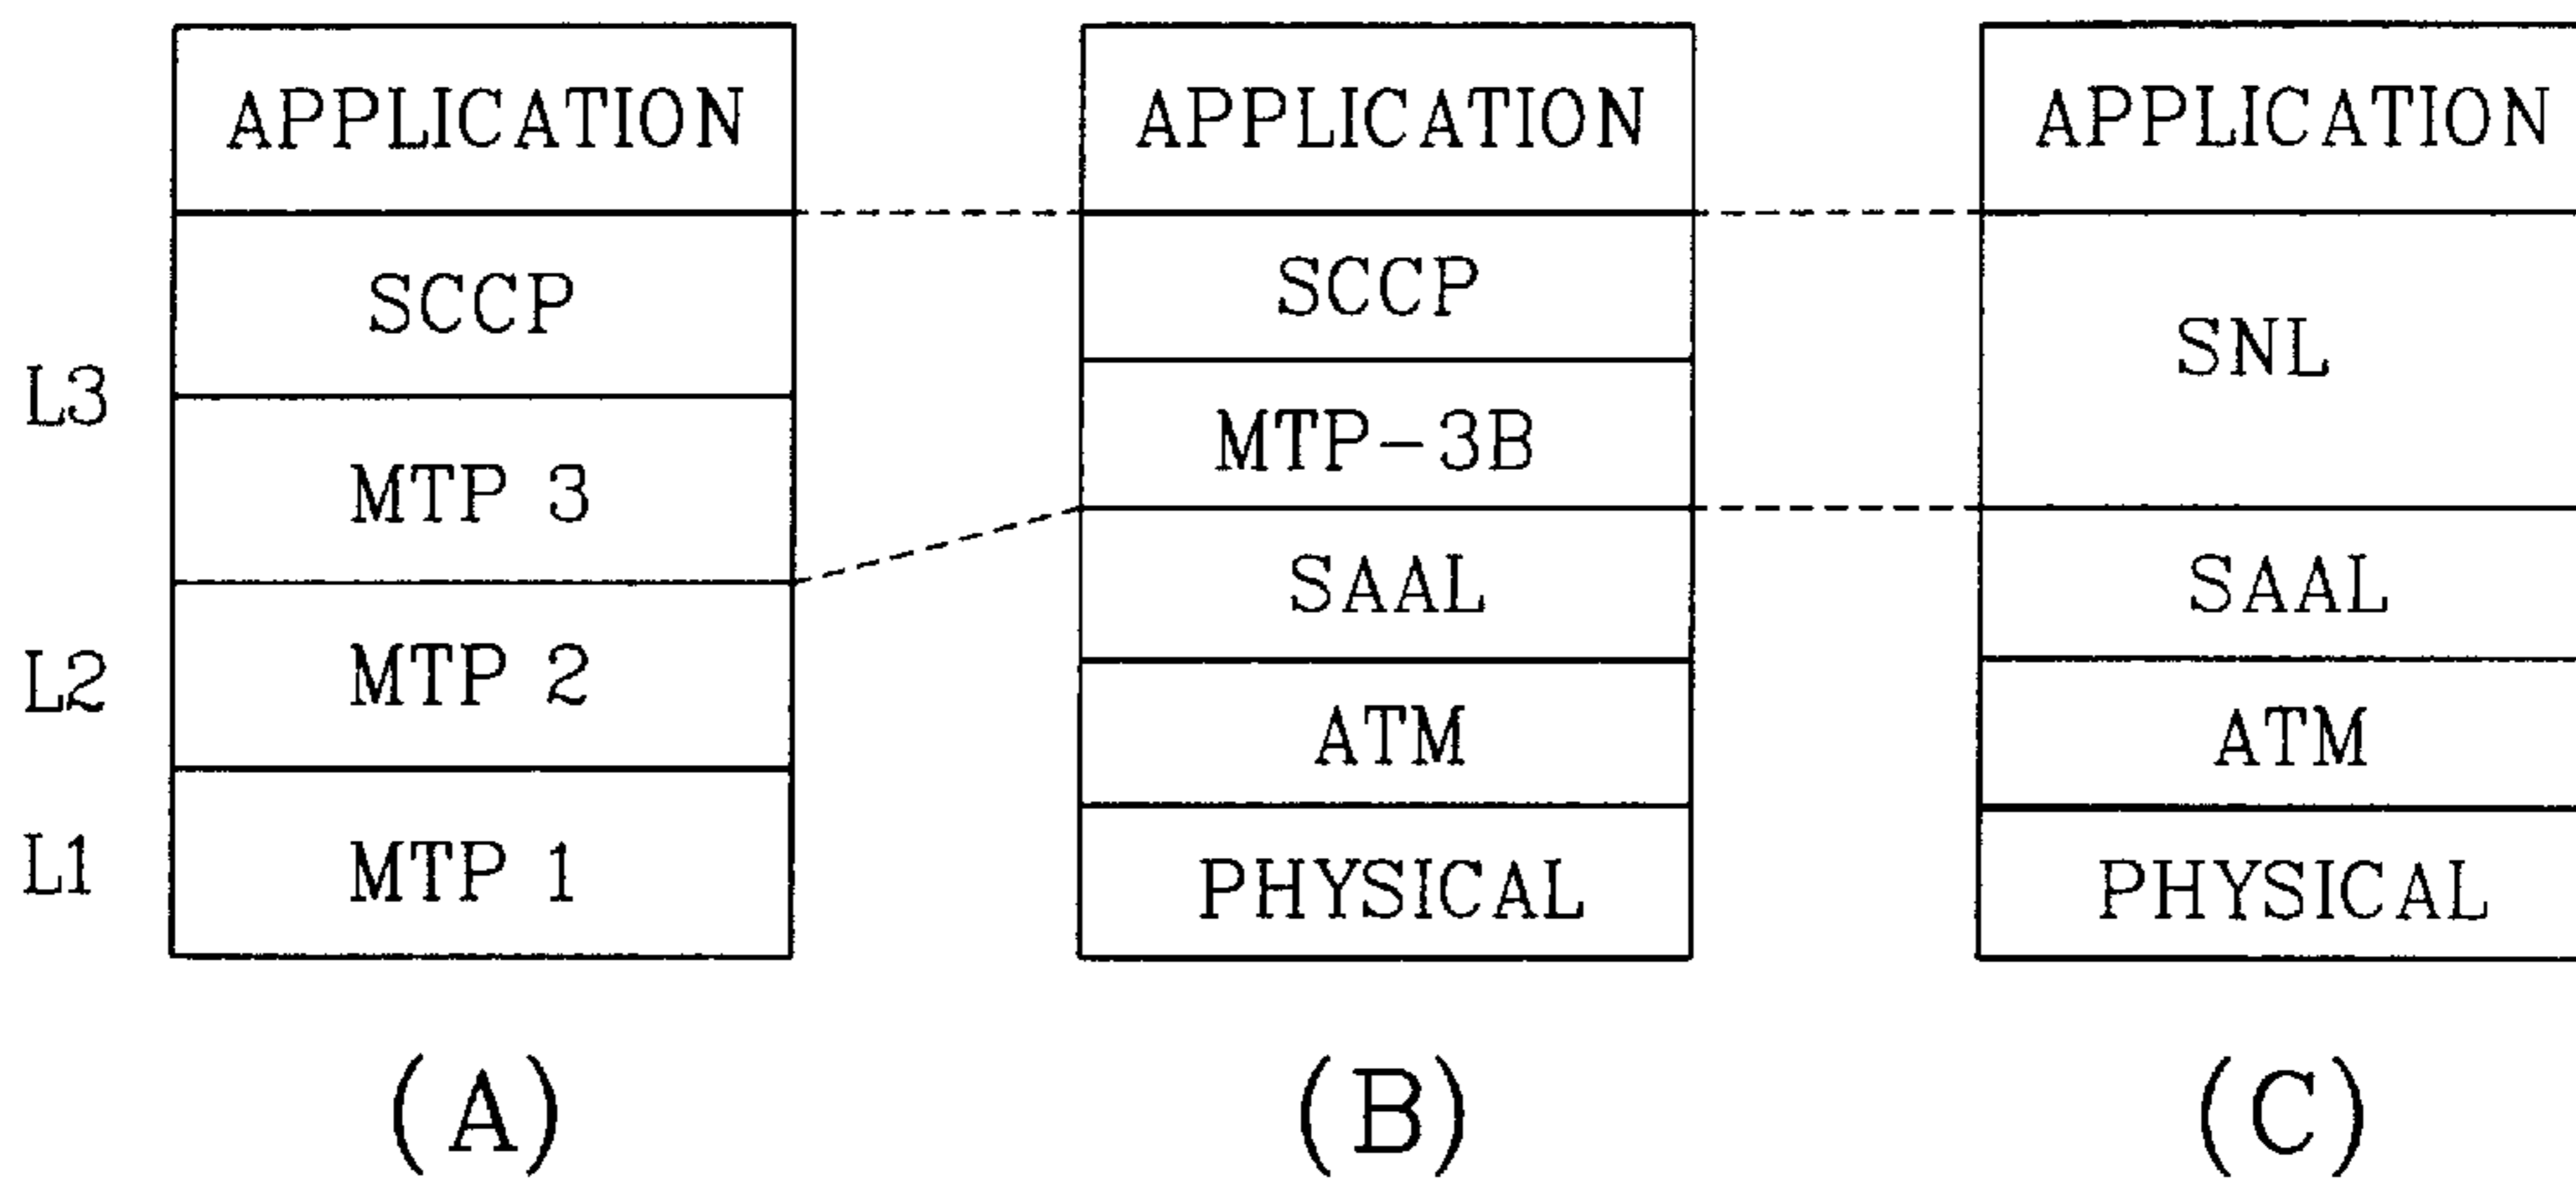 APPLICATION
SCCP
L3
MTP 3
L2
MTP 2
L1
MTP 1
(A)
APPLICATION
SCCP
MTP-3B
SAAL
ATM
PHYSICAL
(B)
APPLICATION
SNL
SAAL
ATM
PHYSICAL
(C)